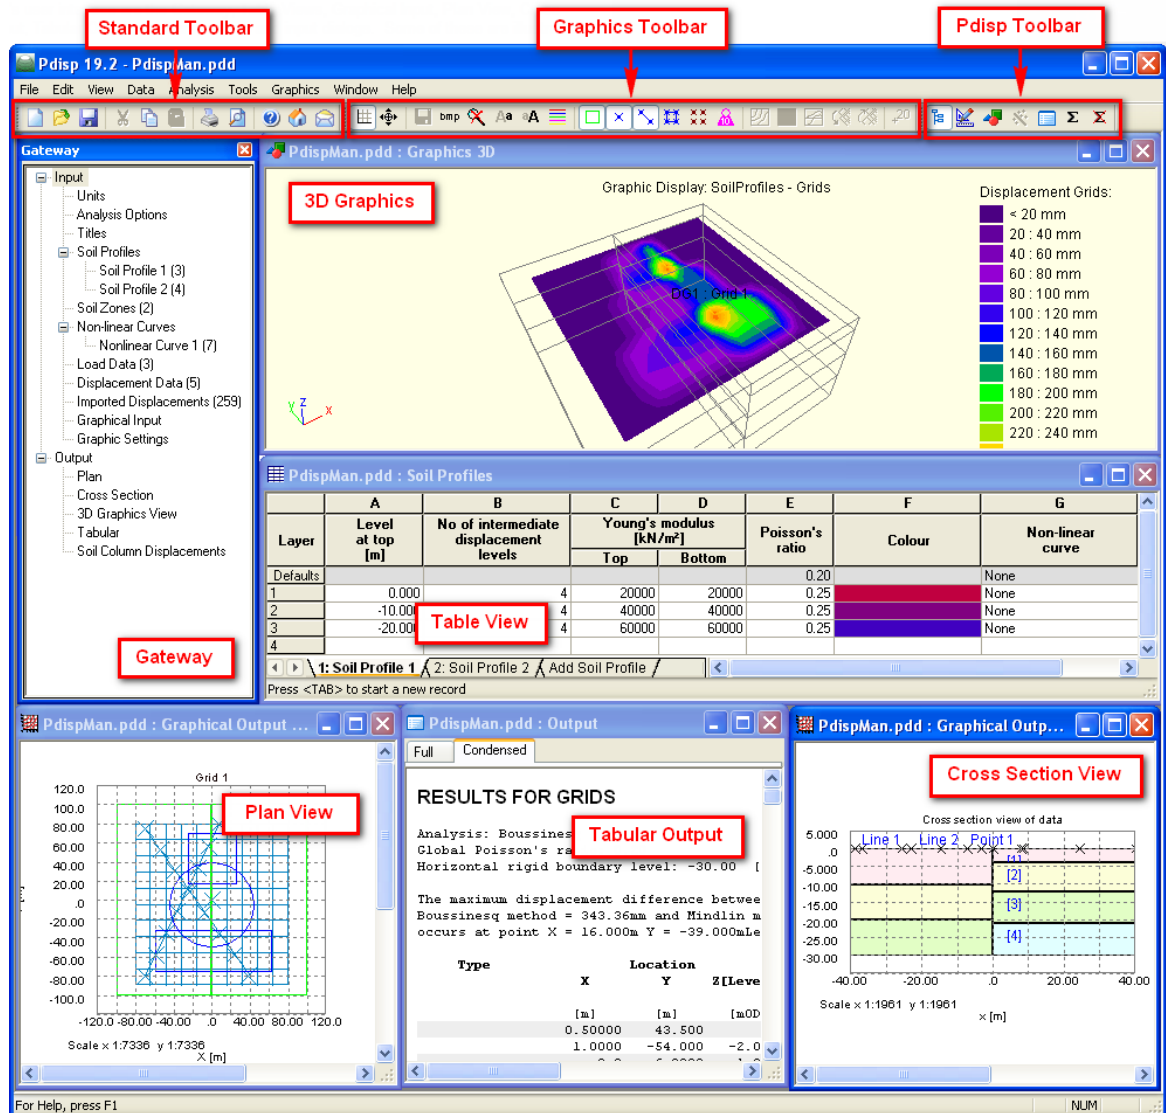 Standard Toolbar
Graphics Toolbar
Pdisp Toolbar
Pdisp 19.2 - PdispMan.pdd
File Edit View Data Analysis Tools Graphics Window Help
bmp
Aa
aA
+20
Σ
Σ
Gateway
Input
Units
Analysis Options
Titles
Soil Profiles
Soil Profile 1 (3)
Soil Profile 2 (4)
Soil Zones (2)
Non-linear Curves
Nonlinear Curve 1 (7)
Load Data (3)
Displacement Data (5)
Imported Displacements (259)
Graphical Input
Graphic Settings
Output
Plan
Cross Section
3D Graphics View
Tabular
Soil Column Displacements
Gateway
PdispMan.pdd : Graphics 3D
3D Graphics
Graphic Display: SoilProfiles - Grids
DG1 : Grid 1
Y Z X
Displacement Grids:
< 20 mm
20 : 40 mm
40 : 60 mm
60 : 80 mm
80 : 100 mm
100 : 120 mm
120 : 140 mm
140 : 160 mm
160 : 180 mm
180 : 200 mm
200 : 220 mm
220 : 240 mm
PdispMan.pdd : Soil Profiles
A B C D E F G
Layer
Level at top [m]
No of intermediate displacement levels
Young's modulus [kN/m²]
Top Bottom
Poisson's ratio
Colour
Non-linear curve
Defaults 0.20 None
1 0.000 4 20000 20000 0.25 None
2 -10.000 4 40000 40000 0.25 None
3 -20.000 4 60000 60000 0.25 None
4
Table View
1: Soil Profile 1 2: Soil Profile 2 Add Soil Profile
Press <TAB> to start a new record
PdispMan.pdd : Graphical Output ...
Grid 1
Plan View
120.0
100.0
80.00
60.00
40.00
20.00
.0
-20.00
-40.00
-60.00
-80.00
-100.0
-120.0 -80.00 -40.00 .0 40.00 80.00 120.0
Scale x 1:7336 y 1:7336
X [m]
PdispMan.pdd : Output
Full Condensed
RESULTS FOR GRIDS
Analysis: Boussines
Global Poisson's ra
Tabular Output
Horizontal rigid boundary level: -30.00 [
The maximum displacement difference betwee
Boussinesq method = 343.36mm and Mindlin m
occurs at point X = 16.000m Y = -39.000mLe
Type Location
X Y Z[Leve
[m] [m] [mOD
0.50000 43.500
1.0000 -54.000 -2.0
PdispMan.pdd : Graphical Outp...
Cross Section View
Cross section view of data
Line 1 Line 2 Point 1
[1]
[2]
[3]
[4]
5.000
.0
-5.000
-10.00
-15.00
-20.00
-25.00
-30.00
-40.00 -20.00 0.0 20.00 40.00
Scale x 1:1961 y 1:1961
x [m]
For Help, press F1
NUM